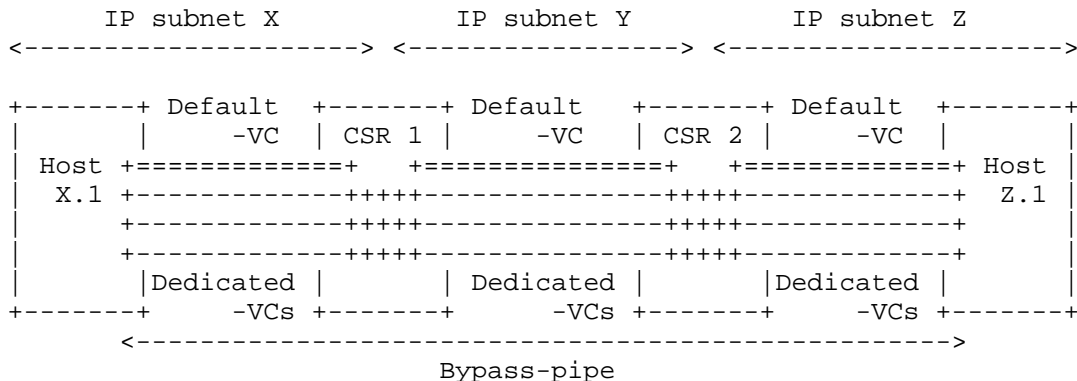 IP subnet X IP subnet Y IP subnet Z
<---------------------> <-----------------> <--------------------->
+-------+ Default +-------+ Default +-------+ Default +-------+
| | -VC | CSR 1 | -VC | CSR 2 | -VC | |
| Host +=============+ +===============+ +=============+ Host |
| X.1 +-------------+++++---------------+++++-------------+ Z.1 |
| +-------------+++++---------------+++++-------------+ |
| +-------------+++++---------------+++++-------------+ |
| |Dedicated | | Dedicated | |Dedicated | |
+-------+ -VCs +-------+ -VCs +-------+ -VCs +-------+
<--------------------------------------------------->
Bypass-pipe